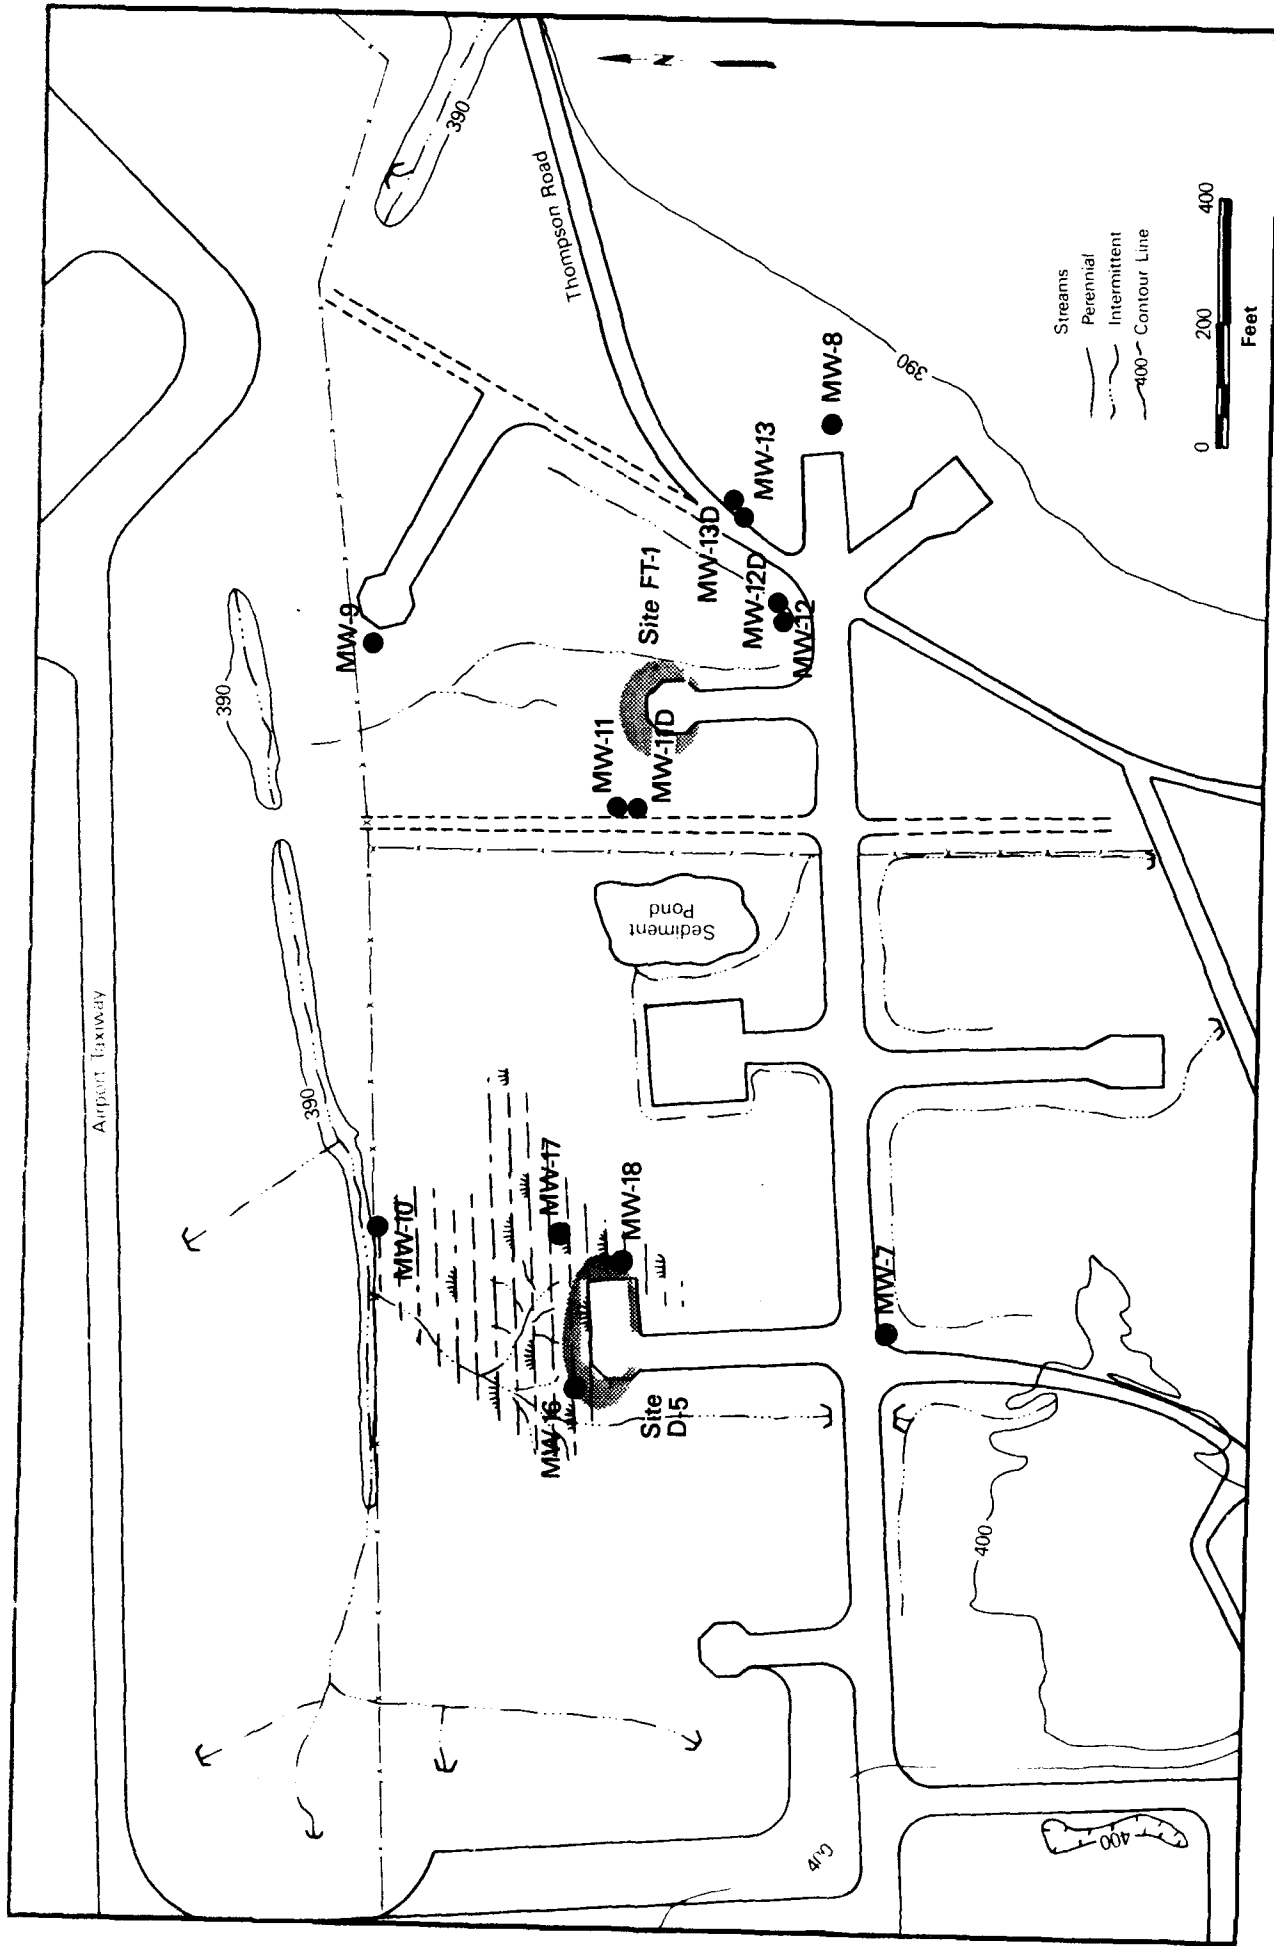 Airport Taxiway
390
390
390
390
N
Thompson Road
MW-9
MW-10
MW-11
MW-11D
Site FT-1
MW-13D
MW-13
MW-12D
MW-12
MW-8
Sediment
Pond
MW-17
MW-18
MW-16
Site
D-5
MW-7
400
400
400
Streams
Perennial
Intermittent
400 Contour Line
0
200
400
Feet